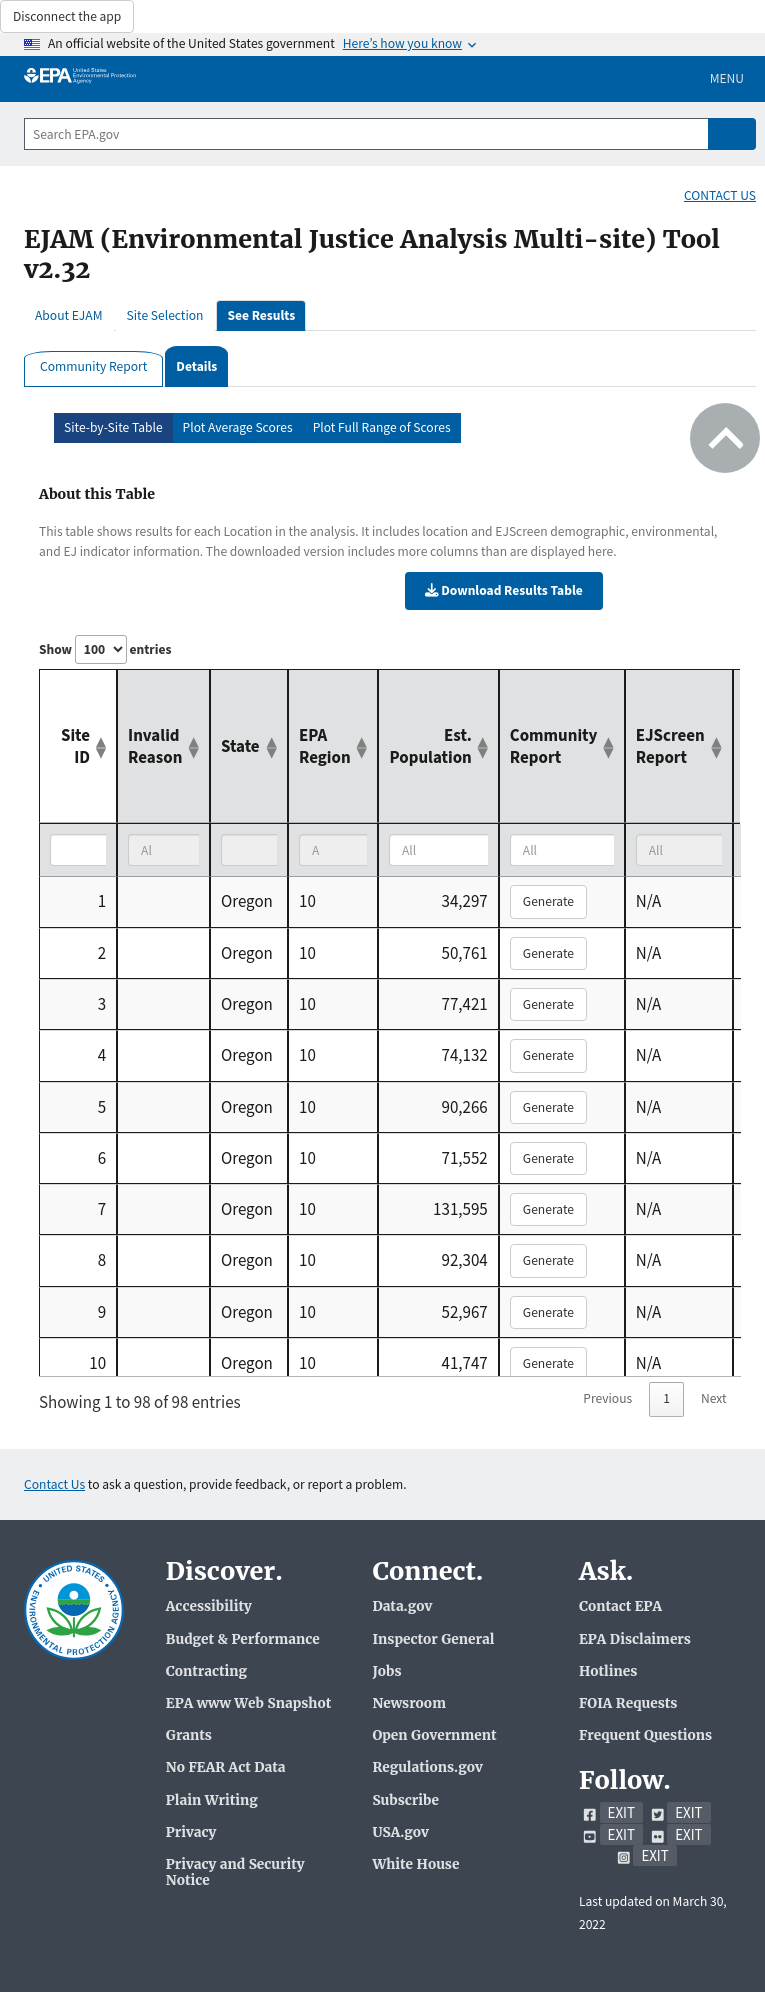 Disconnect the app
An official website of the United States government Here's how you know
EPA United States Environmental Protection Agency
MENU
Search EPA.gov
CONTACT US
EJAM (Environmental Justice Analysis Multi-site) Tool
v2.32
About EJAM Site Selection See Results
Community Report Details
Site-by-Site Table Plot Average Scores Plot Full Range of Scores
About this Table
This table shows results for each Location in the analysis. It includes location and EJScreen demographic, environmental,
and EJ indicator information. The downloaded version includes more columns than are displayed here.
Download Results Table
Show 100 entries
Site ID Invalid Reason State EPA Region Est. Population Community Report EJScreen Report
Al A All All All
1 Oregon 10 34,297 Generate N/A
2 Oregon 10 50,761 Generate N/A
3 Oregon 10 77,421 Generate N/A
4 Oregon 10 74,132 Generate N/A
5 Oregon 10 90,266 Generate N/A
6 Oregon 10 71,552 Generate N/A
7 Oregon 10 131,595 Generate N/A
8 Oregon 10 92,304 Generate N/A
9 Oregon 10 52,967 Generate N/A
10 Oregon 10 41,747 Generate N/A
Showing 1 to 98 of 98 entries
Previous 1 Next
Contact Us to ask a question, provide feedback, or report a problem.
UNITED STATES ENVIRONMENTAL PROTECTION AGENCY
Discover.
Accessibility
Budget & Performance
Contracting
EPA www Web Snapshot
Grants
No FEAR Act Data
Plain Writing
Privacy
Privacy and Security
Notice
Connect.
Data.gov
Inspector General
Jobs
Newsroom
Open Government
Regulations.gov
Subscribe
USA.gov
White House
Ask.
Contact EPA
EPA Disclaimers
Hotlines
FOIA Requests
Frequent Questions
Follow.
EXIT EXIT
EXIT EXIT
EXIT
Last updated on March 30,
2022